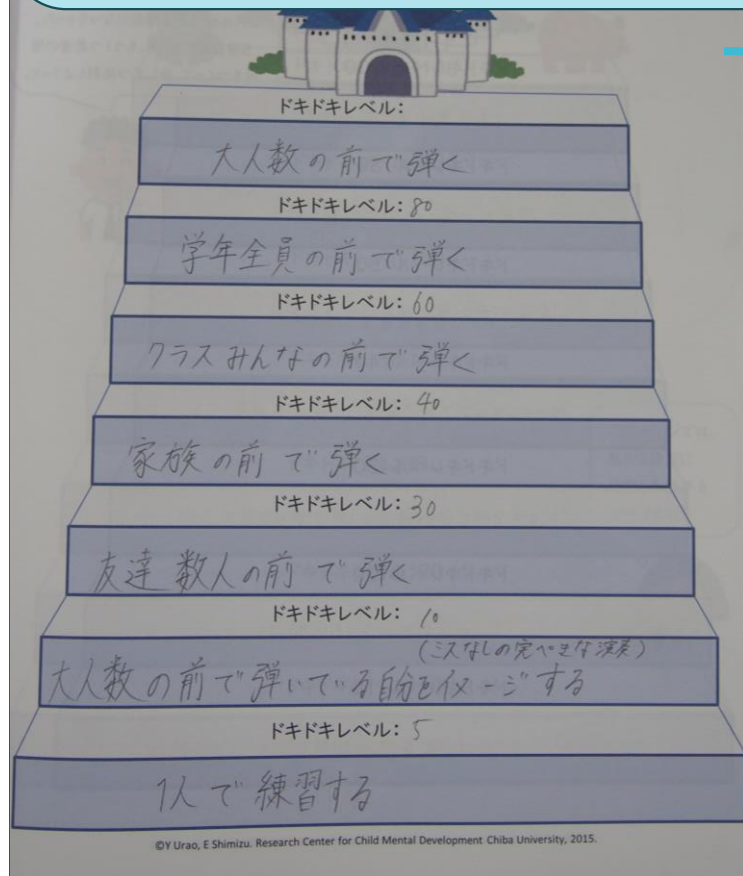 ドキドキレベル:
大人数の前で弾く
ドキドキレベル: 80
学年全員の前で弾く
ドキドキレベル: 60
クラスみんなの前で弾く
ドキドキレベル: 40
家族の前で弾く
ドキドキレベル: 30
友達数人の前で弾く
ドキドキレベル: 10
(ミスなしの完ぺきな演奏)
大人数の前で弾いている自分をイメージする
ドキドキレベル: 5
1人で練習する
©Y Urao, E Shimizu. Research Center for Child Mental Development Chiba University, 2015.